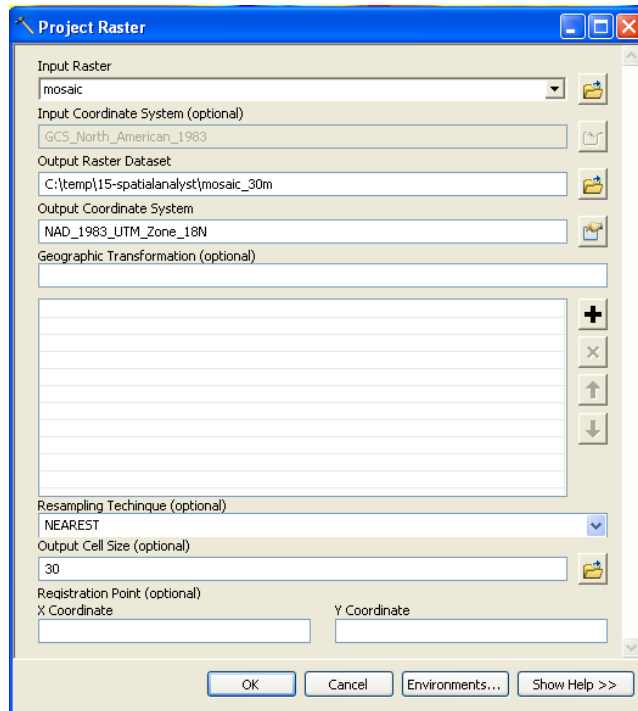 Project Raster
Input Raster
mosaic
Input Coordinate System (optional)
GCS_North_American_1983
Output Raster Dataset
C:\temp\15-spatialanalyst\mosaic_30m
Output Coordinate System
NAD_1983_UTM_Zone_18N
Geographic Transformation (optional)
Resampling Techinque (optional)
NEAREST
Output Cell Size (optional)
30
Registration Point (optional)
X Coordinate Y Coordinate
OK Cancel Environments... Show Help >>